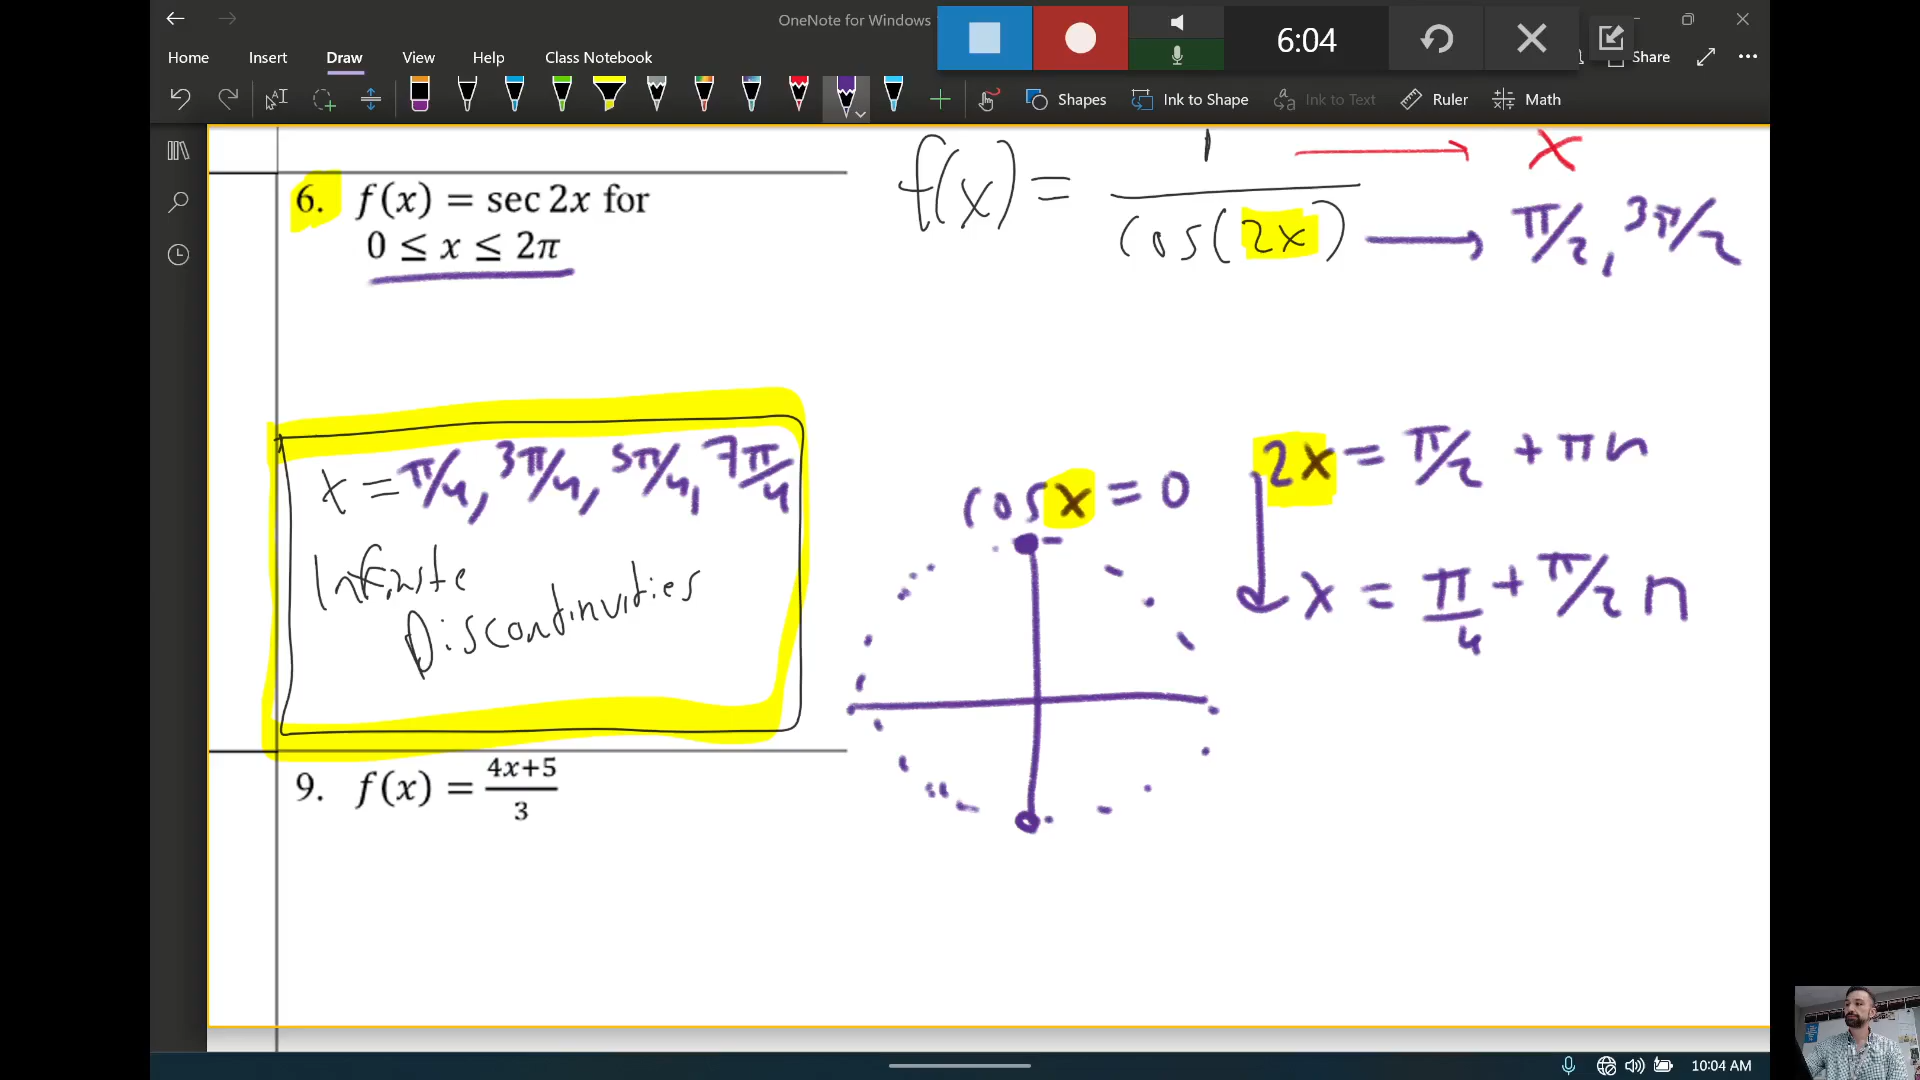 OneNote for Windows
6:04
Home Insert Draw View Help Class Notebook Share
Shapes Ink to Shape Ink to Text Ruler Math
6. f(x) = sec 2x for
0 ≤ x ≤ 2π
f(x) = 1/cos(2x)
→ x
→ π/2, 3π/2
x = π/4, 3π/4, 5π/4, 7π/4
Infinite
Discontinuities
cos x = 0
2x = π/2 + πn
x = π/4 + π/2 n
9. f(x) = (4x+5)/3
10:04 AM